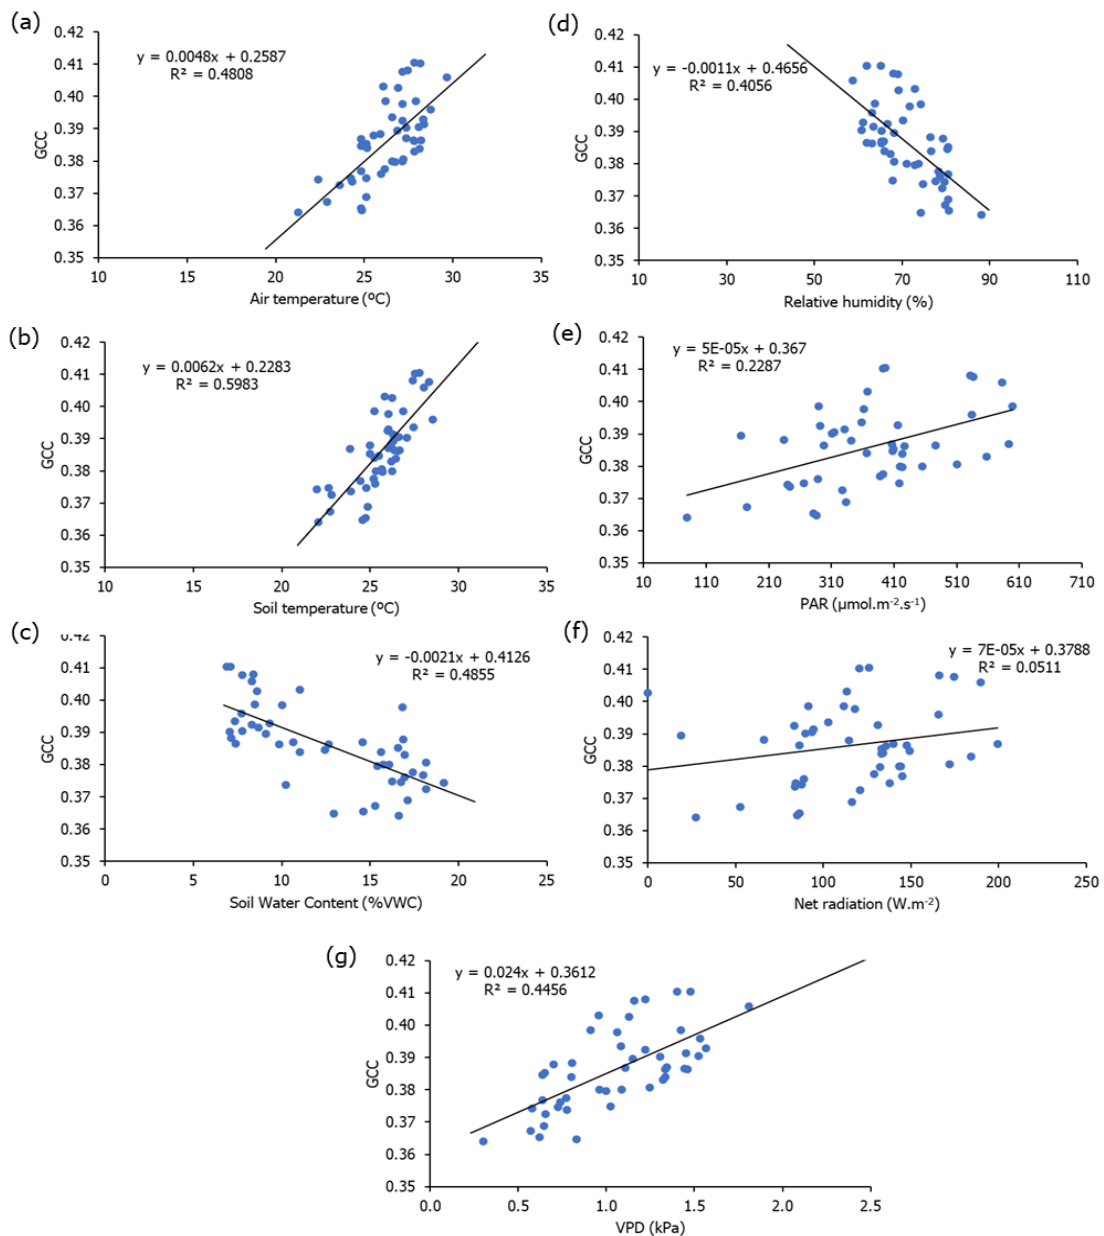 (a)
0.42
0.41
0.40
0.39
0.38
0.37
0.36
0.35
GCC
y = 0.0048x + 0.2587
R² = 0.4808
10 15 20 25 30 35
Air temperature (ºC)
(d)
0.42
0.41
0.40
0.39
0.38
0.37
0.36
0.35
GCC
y = -0.0011x + 0.4656
R² = 0.4056
10 30 50 70 90 110
Relative humidity (%)
(b)
0.42
0.41
0.40
0.39
0.38
0.37
0.36
0.35
GCC
y = 0.0062x + 0.2283
R² = 0.5983
10 15 20 25 30 35
Soil temperature (ºC)
(e)
0.42
0.41
0.40
0.39
0.38
0.37
0.36
0.35
GCC
y = 5E-05x + 0.367
R² = 0.2287
10 110 210 310 410 510 610 710
PAR (µmol.m⁻².s⁻¹)
(c)
0.42
0.41
0.40
0.39
0.38
0.37
0.36
0.35
GCC
y = -0.0021x + 0.4126
R² = 0.4855
0 5 10 15 20 25
Soil Water Content (%VWC)
(f)
0.42
0.41
0.40
0.39
0.38
0.37
0.36
0.35
GCC
y = 7E-05x + 0.3788
R² = 0.0511
0 50 100 150 200 250
Net radiation (W.m⁻²)
(g)
0.42
0.41
0.40
0.39
0.38
0.37
0.36
0.35
GCC
y = 0.024x + 0.3612
R² = 0.4456
0.0 0.5 1.0 1.5 2.0 2.5
VPD (kPa)